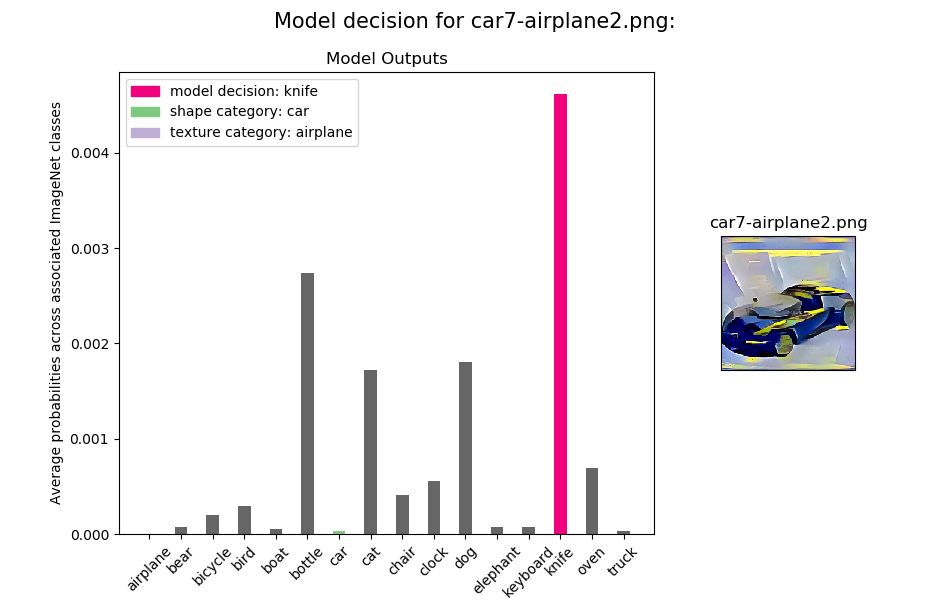 Model decision for car7-airplane2.png:
Model Outputs
model decision: knife
shape category: car
texture category: airplane
Average probabilities across associated ImageNet classes
0.004
0.003
0.002
0.001
0.000
airplane
bear
bicycle
bird
boat
bottle
car
cat
chair
clock
dog
elephant
keyboard
knife
oven
truck
car7-airplane2.png